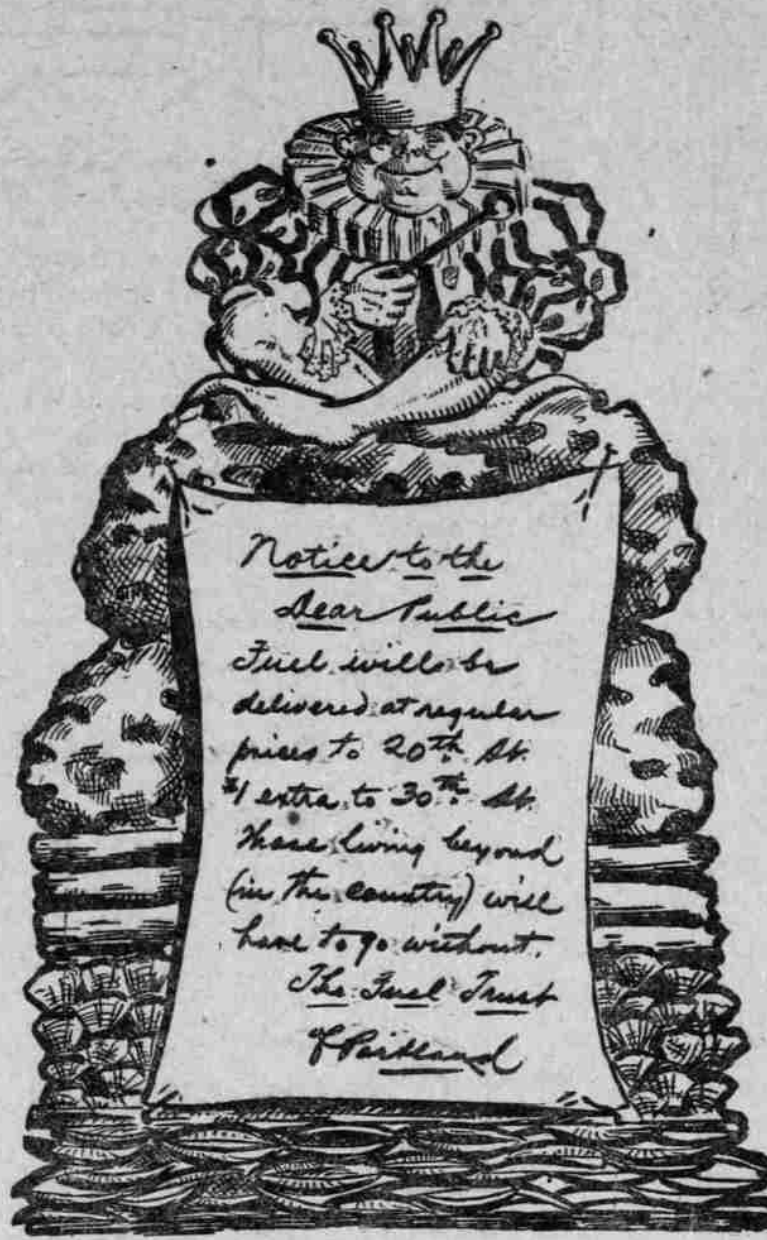 Notice to the
Dear Public
Fuel will be
delivered at regular
prices to 20th St.
$1 extra to 30th St.
Those living beyond
(in the country) will
have to go without.
The Fuel Trust
of Portland